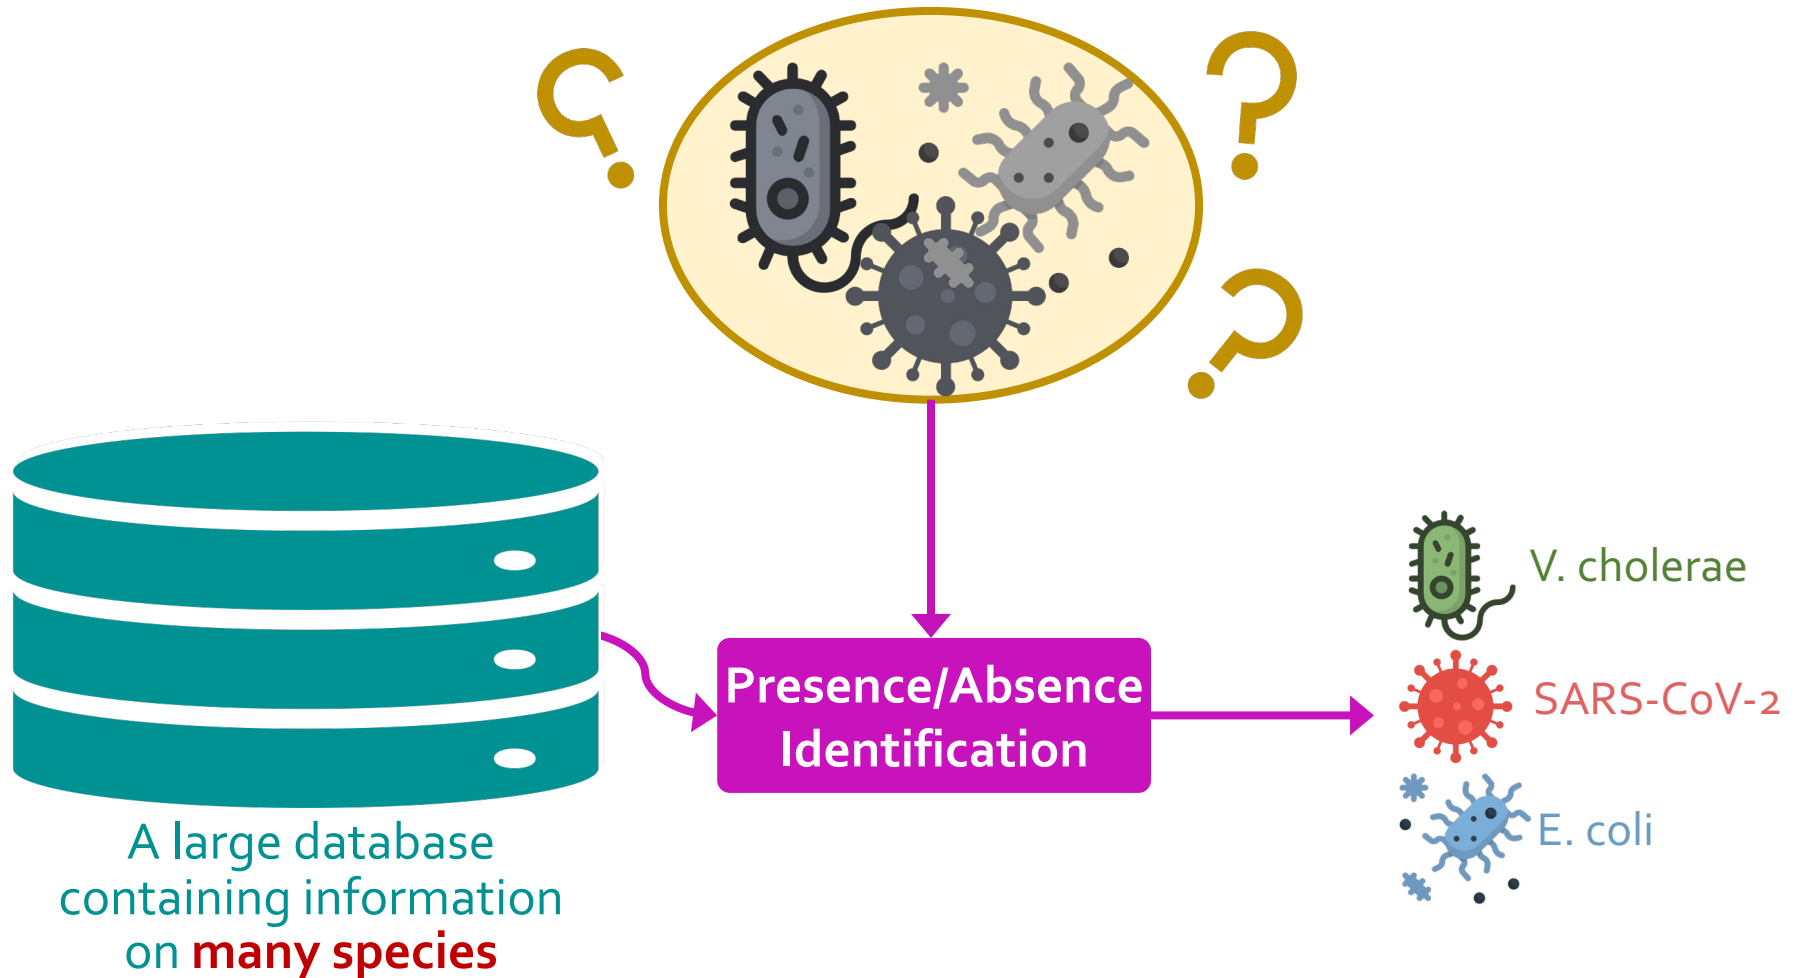 Presence/Absence
Identification
V. cholerae
SARS-CoV-2
E. coli
A large database
containing information
on many species